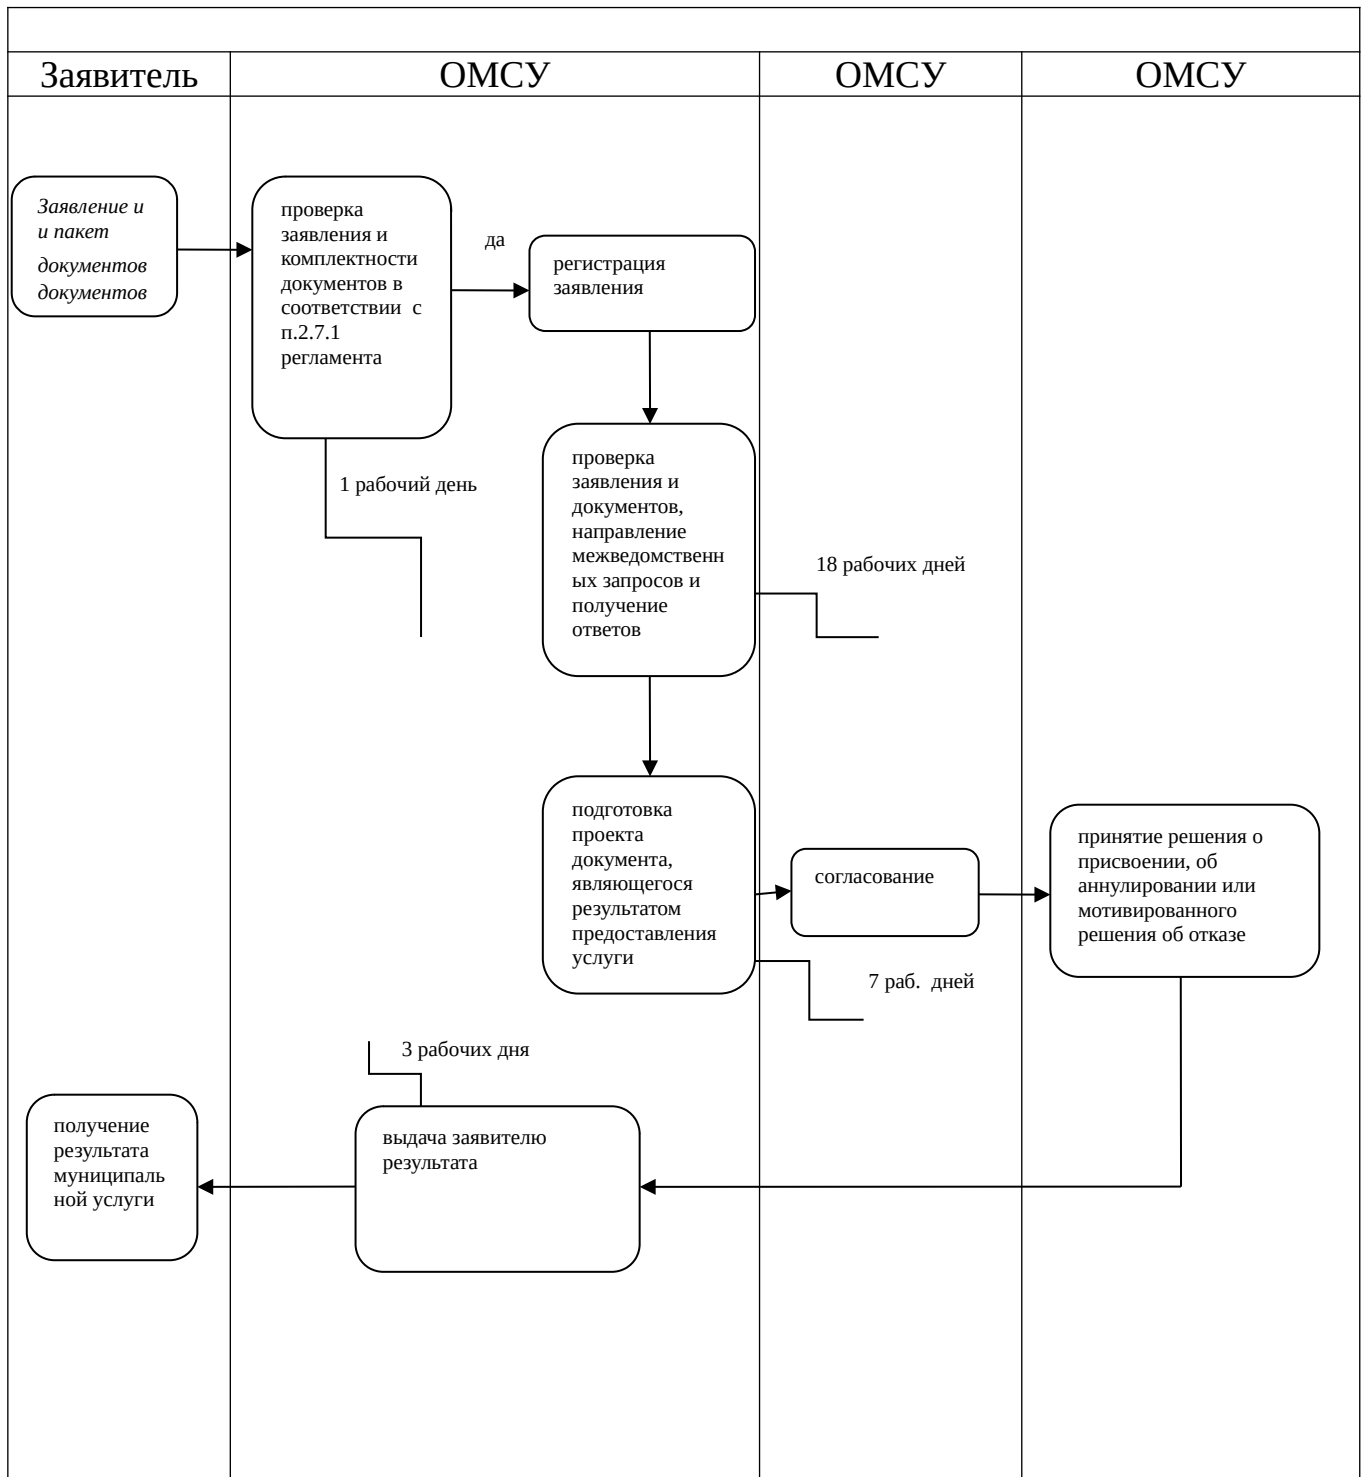 Заявитель
ОМСУ
ОМСУ
ОМСУ
Заявление и
и пакет
документов
документов
проверка
заявления и
комплектности
документов в
соответствии с
п.2.7.1
регламента
да
регистрация
заявления
1 рабочий день
проверка
заявления и
документов,
направление
межведомственн
ых запросов и
получение
ответов
18 рабочих дней
подготовка
проекта
документа,
являющегося
результатом
предоставления
услуги
согласование
принятие решения о
присвоении, об
аннулировании или
мотивированного
решения об отказе
7 раб. дней
3 рабочих дня
получение
результата
муниципаль
ной услуги
выдача заявителю
результата